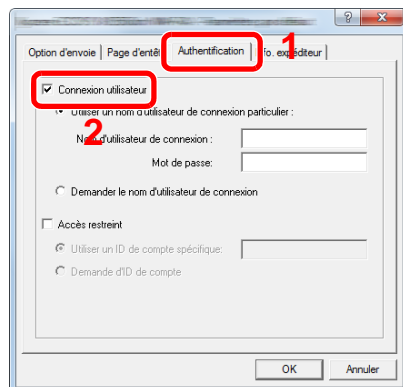 Option d'envoie Page d'entêt Authentification fo. expéditeur 1
Connexion utilisateur
Utiliser un nom d'utilisateur de connexion particulier :
2
Nom d'utilisateur de connexion :
Mot de passe:
Demander le nom d'utilisateur de connexion
Accès restreint
Utiliser un ID de compte spécifique:
Demande d'ID de compte
OK Annuler